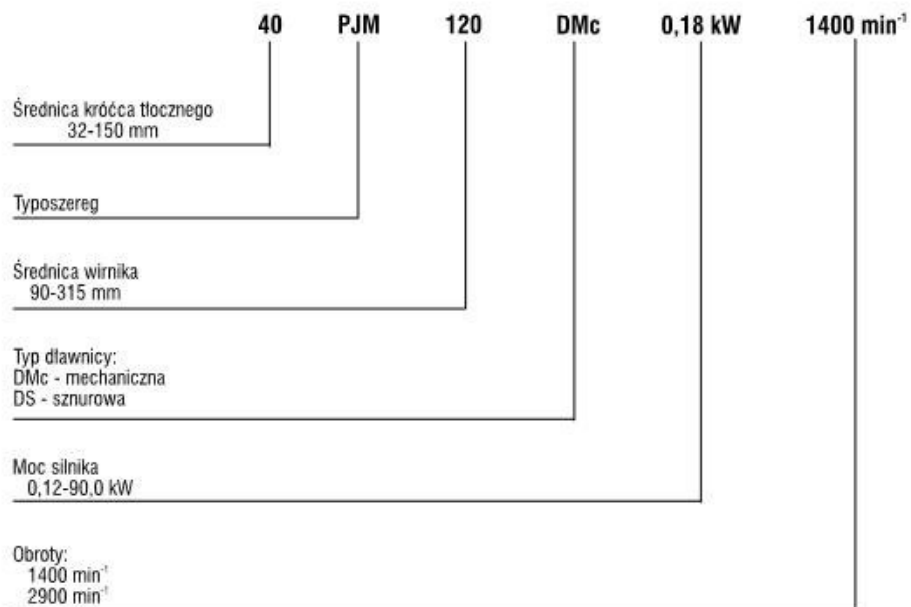 40 PJM 120 DMc 0,18 kW 1400 min⁻¹
Średnica króćca tłocznego
32-150 mm
Typoszereg
Średnica wirnika
90-315 mm
Typ dławnicy:
DMc - mechaniczna
DS - sznurowa
Moc silnika
0,12-90,0 kW
Obroty:
1400 min⁻¹
2900 min⁻¹